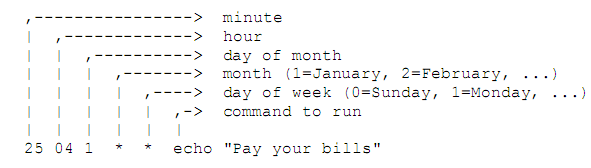 ,----------------> minute
| ,-------------> hour
| | ,----------> day of month
| | | ,-------> month (1=January, 2=February, ...)
| | | | ,----> day of week (0=Sunday, 1=Monday, ...)
| | | | | ,-> command to run
| | | | | |
25 04 1 * * echo "Pay your bills"